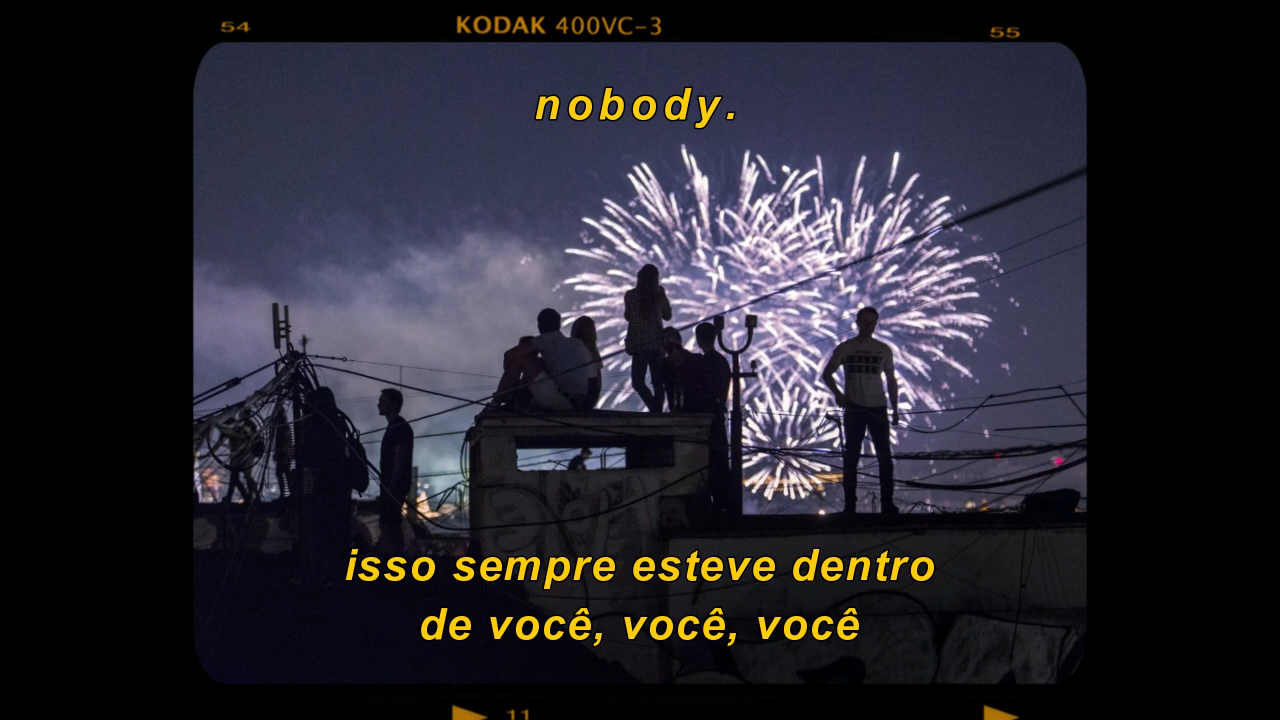 54 KODAK 400VC-3 55
nobody.
isso sempre esteve dentro
de você, você, você
11